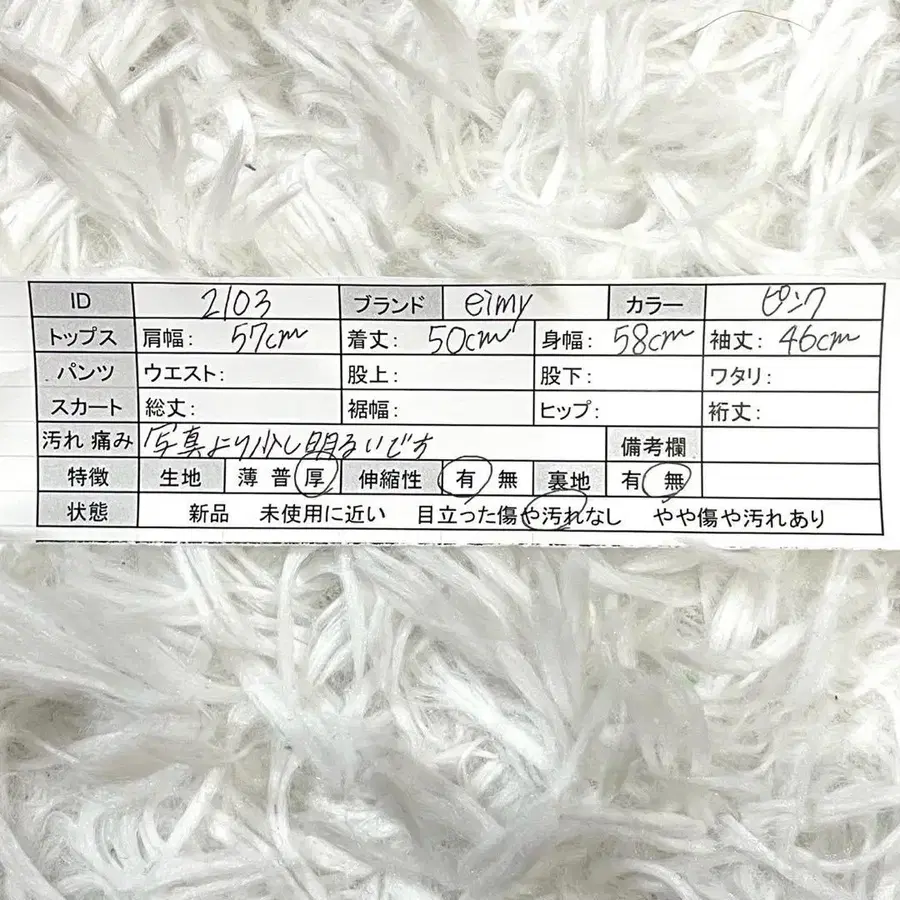 ID 2103 ブランド eimy カラー ピンク
トップス 肩幅: 57cm 着丈: 50cm 身幅: 58cm 袖丈: 46cm
パンツ ウエスト: 股上: 股下: ワタリ:
スカート 総丈: 裾幅: ヒップ: 裄丈:
汚れ 痛み 写真より少し明るいです 備考欄
特徴 生地 薄 普 厚 伸縮性 有 無 裏地 有 無
状態 新品 未使用に近い 目立った傷や汚れなし やや傷や汚れあり